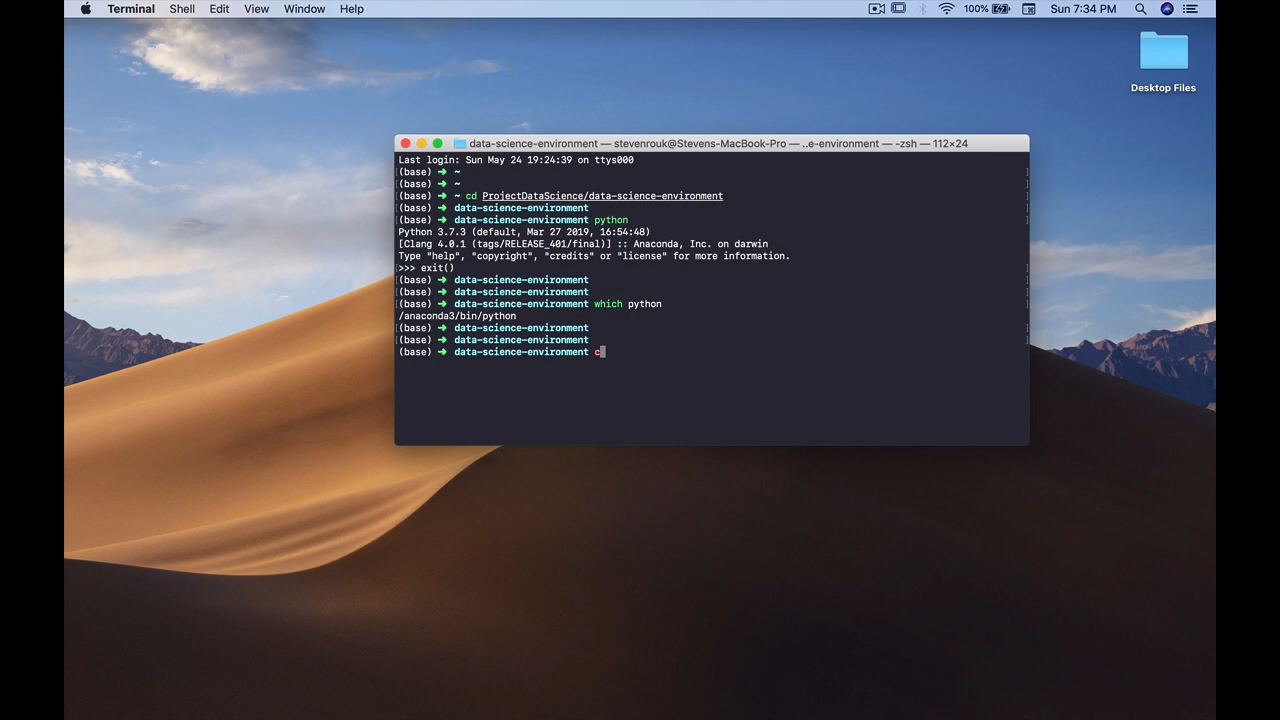 Terminal Shell Edit View Window Help 100% Sun 7:34 PM
Desktop Files
data-science-environment — stevenrouk@Stevens-MacBook-Pro — ..e-environment — -zsh — 112×24
Last login: Sun May 24 19:24:39 on ttys000
[(base) ➜ ~ ]
[(base) ➜ ~ ]
[(base) ➜ ~ cd ProjectDataScience/data-science-environment ]
[(base) ➜ data-science-environment ]
[(base) ➜ data-science-environment python ]
Python 3.7.3 (default, Mar 27 2019, 16:54:48)
[Clang 4.0.1 (tags/RELEASE_401/final)] :: Anaconda, Inc. on darwin
Type "help", "copyright", "credits" or "license" for more information.
[>>> exit() ]
[(base) ➜ data-science-environment ]
[(base) ➜ data-science-environment ]
[(base) ➜ data-science-environment which python ]
/anaconda3/bin/python
[(base) ➜ data-science-environment ]
[(base) ➜ data-science-environment ]
(base) ➜ data-science-environment c